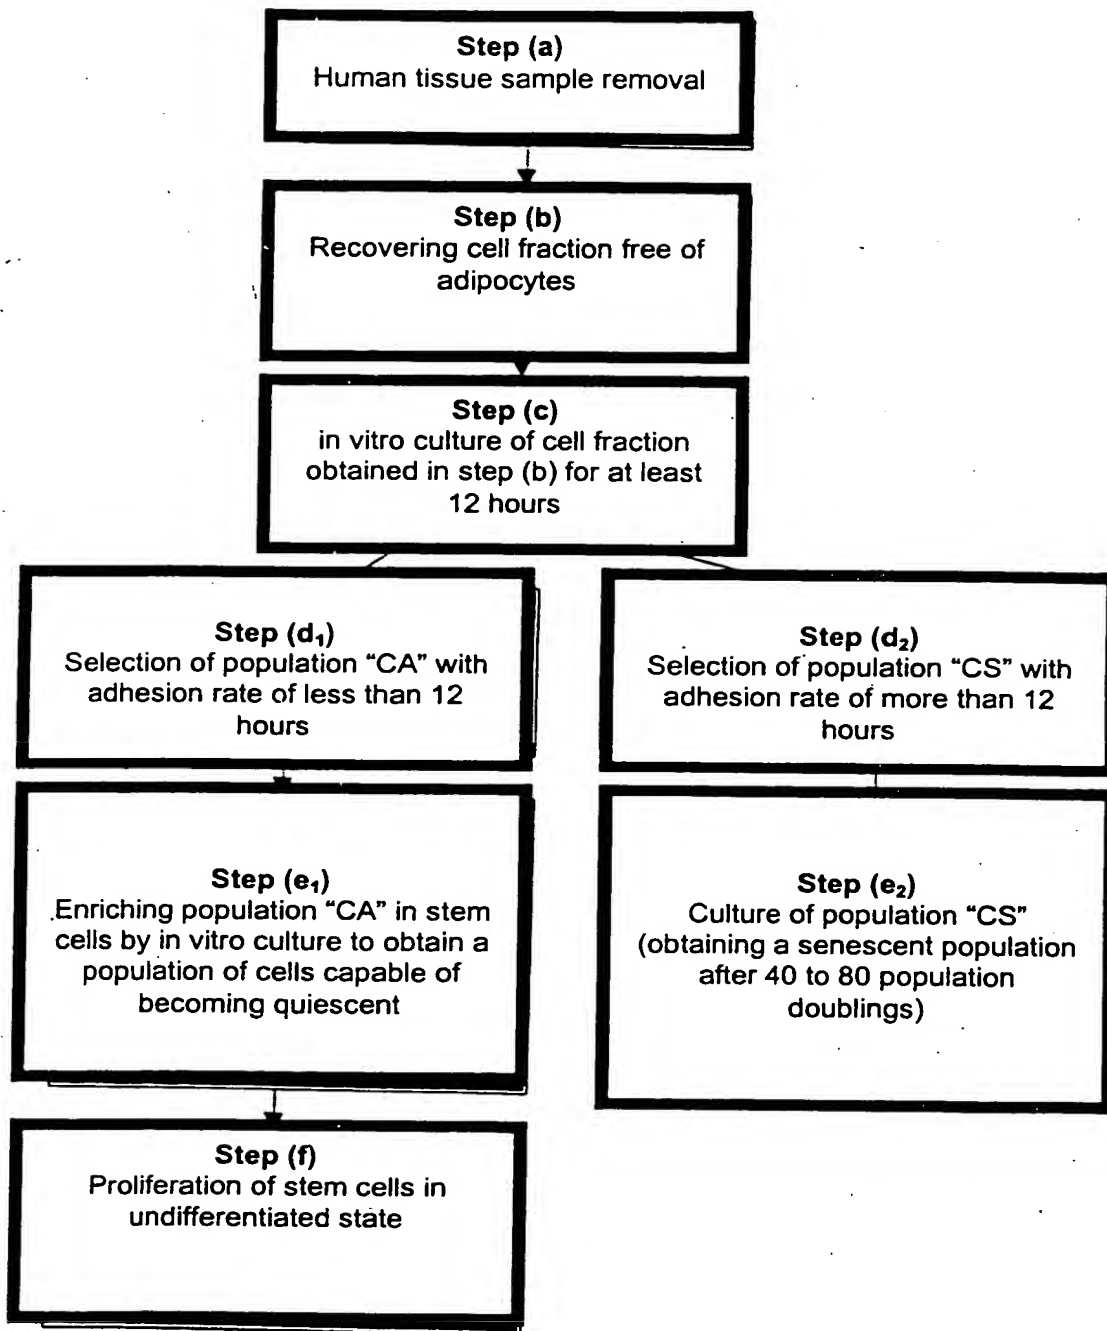 Step (a)
Human tissue sample removal
Step (b)
Recovering cell fraction free of
adipocytes
Step (c)
in vitro culture of cell fraction
obtained in step (b) for at least
12 hours
Step (d₁)
Selection of population “CA” with
adhesion rate of less than 12
hours
Step (d₂)
Selection of population “CS” with
adhesion rate of more than 12
hours
Step (e₁)
Enriching population “CA” in stem
cells by in vitro culture to obtain a
population of cells capable of
becoming quiescent
Step (e₂)
Culture of population “CS”
(obtaining a senescent population
after 40 to 80 population
doublings)
Step (f)
Proliferation of stem cells in
undifferentiated state